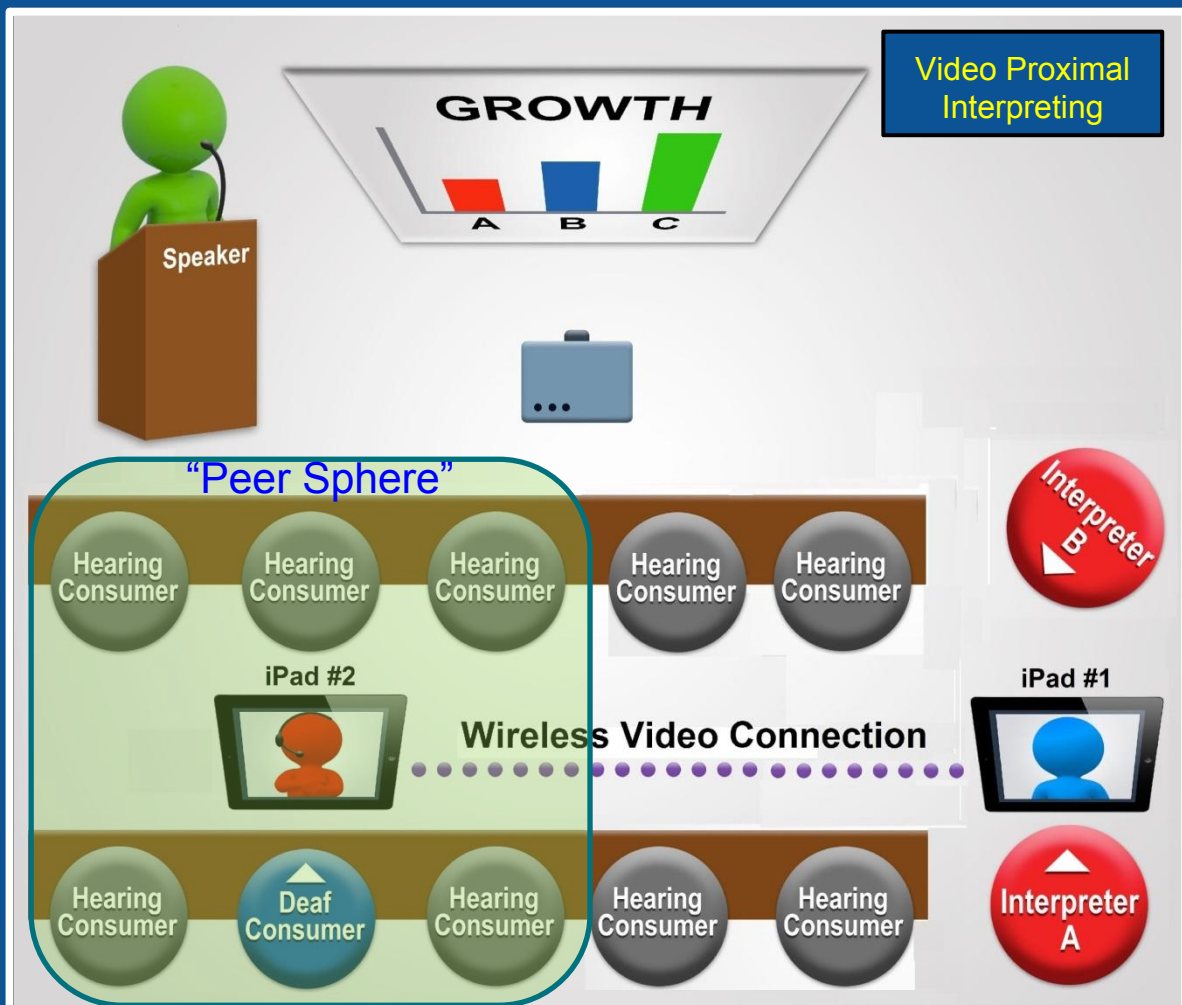 Video Proximal
Interpreting
GROWTH
A B C
Speaker
“Peer Sphere”
Hearing
Consumer
Hearing
Consumer
Hearing
Consumer
Hearing
Consumer
Hearing
Consumer
Interpreter
B
iPad #2
iPad #1
Wireless Video Connection
Hearing
Consumer
Deaf
Consumer
Hearing
Consumer
Hearing
Consumer
Hearing
Consumer
Interpreter
A